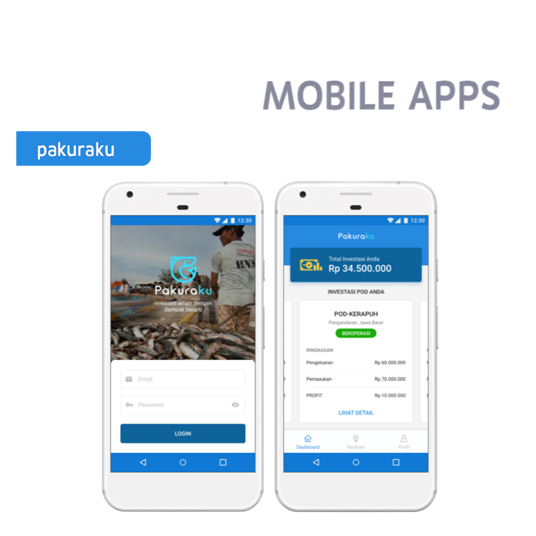 MOBILE APPS
pakuraku
12:30
Pakuraku
Investasi aman dengan
dampak berarti
Email
Password
LOGIN
12:30
Pakuraku
Total Investasi Anda
Rp 34.500.000
INVESTASI POD ANDA
POD-KERAPUH
Pangandaran, Jawa Barat
BEROPERASI
RINGKASAN
Pengeluaran Rp 60.000.000
Pemasukan Rp 70.000.000
PROFIT Rp 10.000.000
LIHAT DETAIL
Dashboard Bantuan Profil